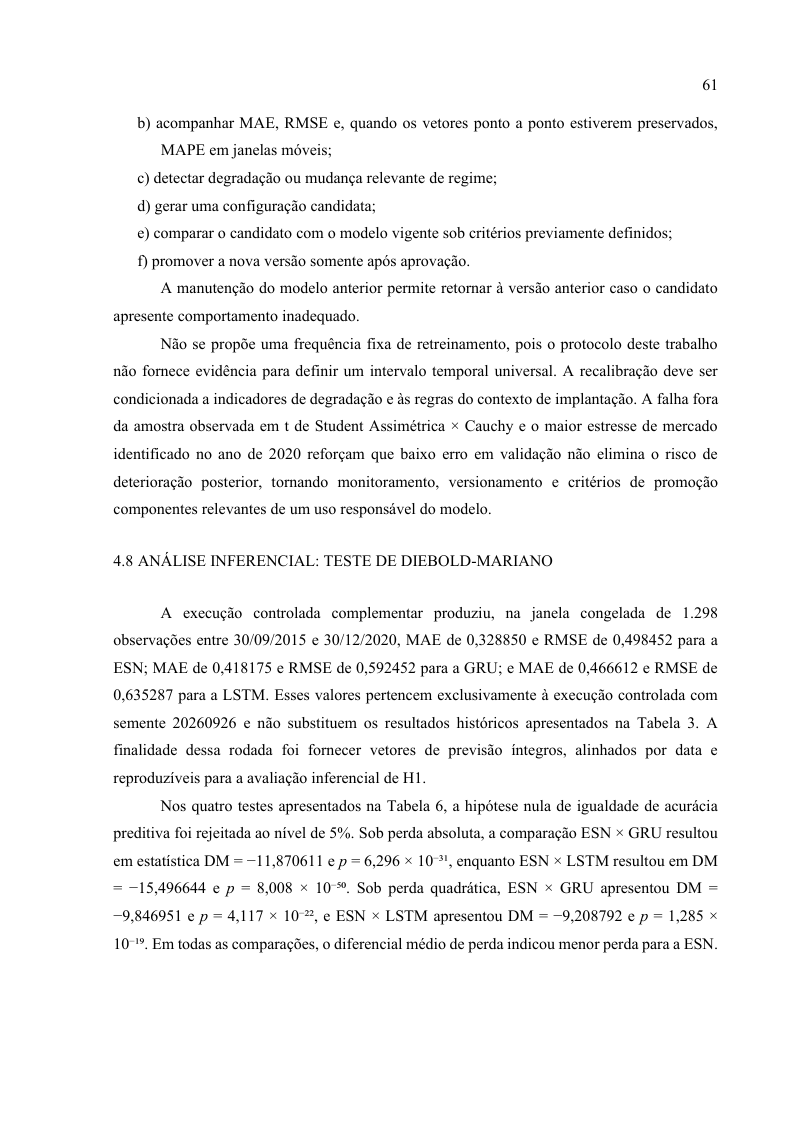 61
b) acompanhar MAE, RMSE e, quando os vetores ponto a ponto estiverem preservados,
MAPE em janelas móveis;
c) detectar degradação ou mudança relevante de regime;
d) gerar uma configuração candidata;
e) comparar o candidato com o modelo vigente sob critérios previamente definidos;
f) promover a nova versão somente após aprovação.
A manutenção do modelo anterior permite retornar à versão anterior caso o candidato
apresente comportamento inadequado.
Não se propõe uma frequência fixa de retreinamento, pois o protocolo deste trabalho
não fornece evidência para definir um intervalo temporal universal. A recalibração deve ser
condicionada a indicadores de degradação e às regras do contexto de implantação. A falha fora
da amostra observada em t de Student Assimétrica × Cauchy e o maior estresse de mercado
identificado no ano de 2020 reforçam que baixo erro em validação não elimina o risco de
deterioração posterior, tornando monitoramento, versionamento e critérios de promoção
componentes relevantes de um uso responsável do modelo.
4.8 ANÁLISE INFERENCIAL: TESTE DE DIEBOLD-MARIANO
A execução controlada complementar produziu, na janela congelada de 1.298
observações entre 30/09/2015 e 30/12/2020, MAE de 0,328850 e RMSE de 0,498452 para a
ESN; MAE de 0,418175 e RMSE de 0,592452 para a GRU; e MAE de 0,466612 e RMSE de
0,635287 para a LSTM. Esses valores pertencem exclusivamente à execução controlada com
semente 20260926 e não substituem os resultados históricos apresentados na Tabela 3. A
finalidade dessa rodada foi fornecer vetores de previsão íntegros, alinhados por data e
reproduzíveis para a avaliação inferencial de H1.
Nos quatro testes apresentados na Tabela 6, a hipótese nula de igualdade de acurácia
preditiva foi rejeitada ao nível de 5%. Sob perda absoluta, a comparação ESN × GRU resultou
em estatística DM = −11,870611 e p = 6,296 × 10⁻³¹, enquanto ESN × LSTM resultou em DM
= −15,496644 e p = 8,008 × 10⁻⁵⁰. Sob perda quadrática, ESN × GRU apresentou DM =
−9,846951 e p = 4,117 × 10⁻²², e ESN × LSTM apresentou DM = −9,208792 e p = 1,285 ×
10⁻¹⁹. Em todas as comparações, o diferencial médio de perda indicou menor perda para a ESN.